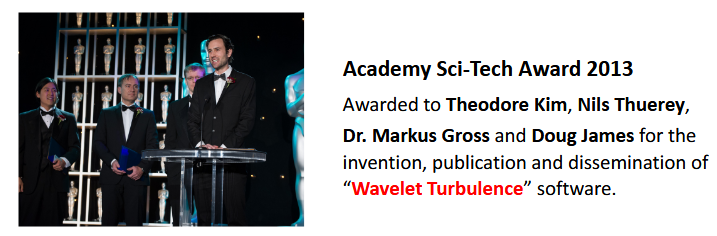 Academy Sci-Tech Award 2013
Awarded to Theodore Kim, Nils Thuerey,
Dr. Markus Gross and Doug James for the
invention, publication and dissemination of
“Wavelet Turbulence” software.